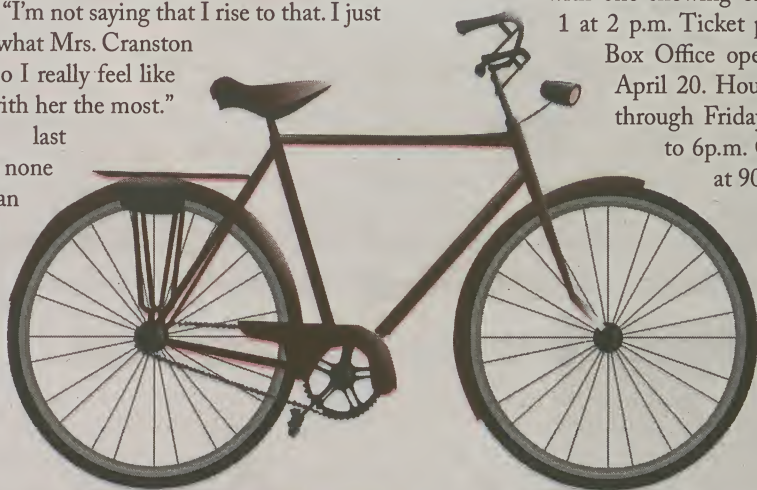 "I'm not saying that I rise to that. I just
what Mrs. Cranston
o I really feel like
ith her the most."
last
none
an
1 at 2 p.m. Ticket p
Box Office ope
April 20. Hou
through Friday
to 6p.m.
at 90